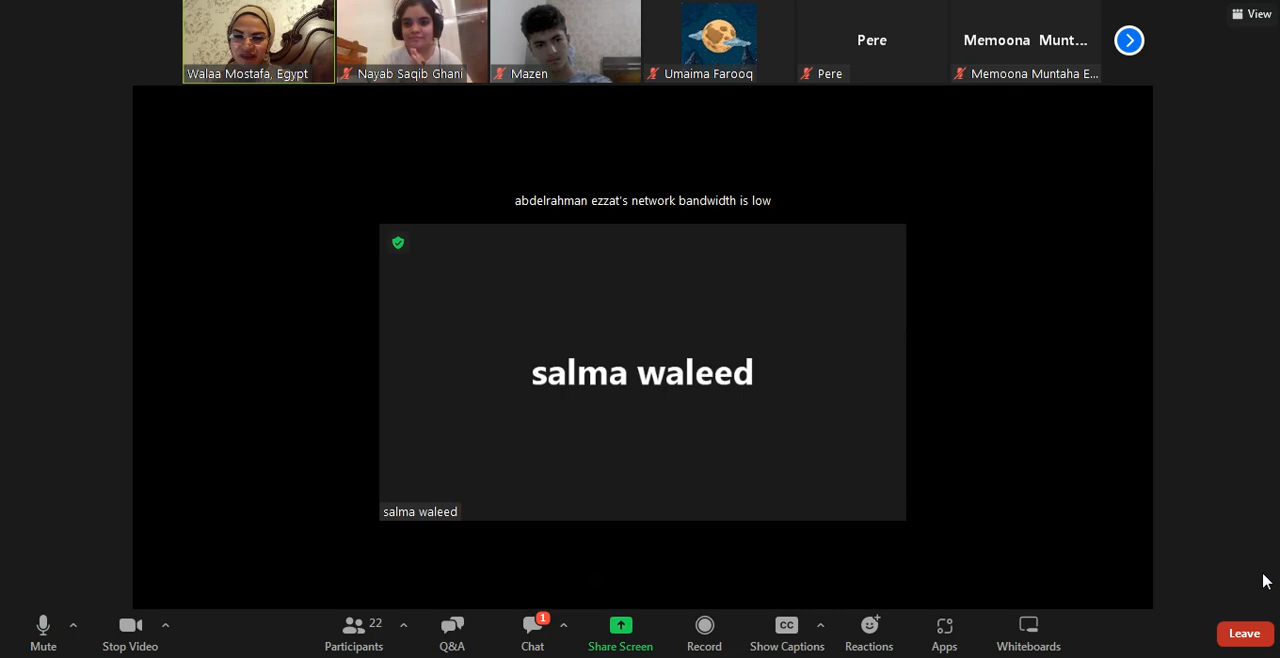 View
Pere
Memoona Munt...
Walaa Mostafa, Egypt
Nayab Saqib Ghani
Mazen
Umaima Farooq
Pere
Memoona Muntaha E...
abdelrahman ezzat's network bandwidth is low
salma waleed
salma waleed
22
1
CC
Mute
Stop Video
Participants
Q&A
Chat
Share Screen
Record
Show Captions
Reactions
Apps
Whiteboards
Leave